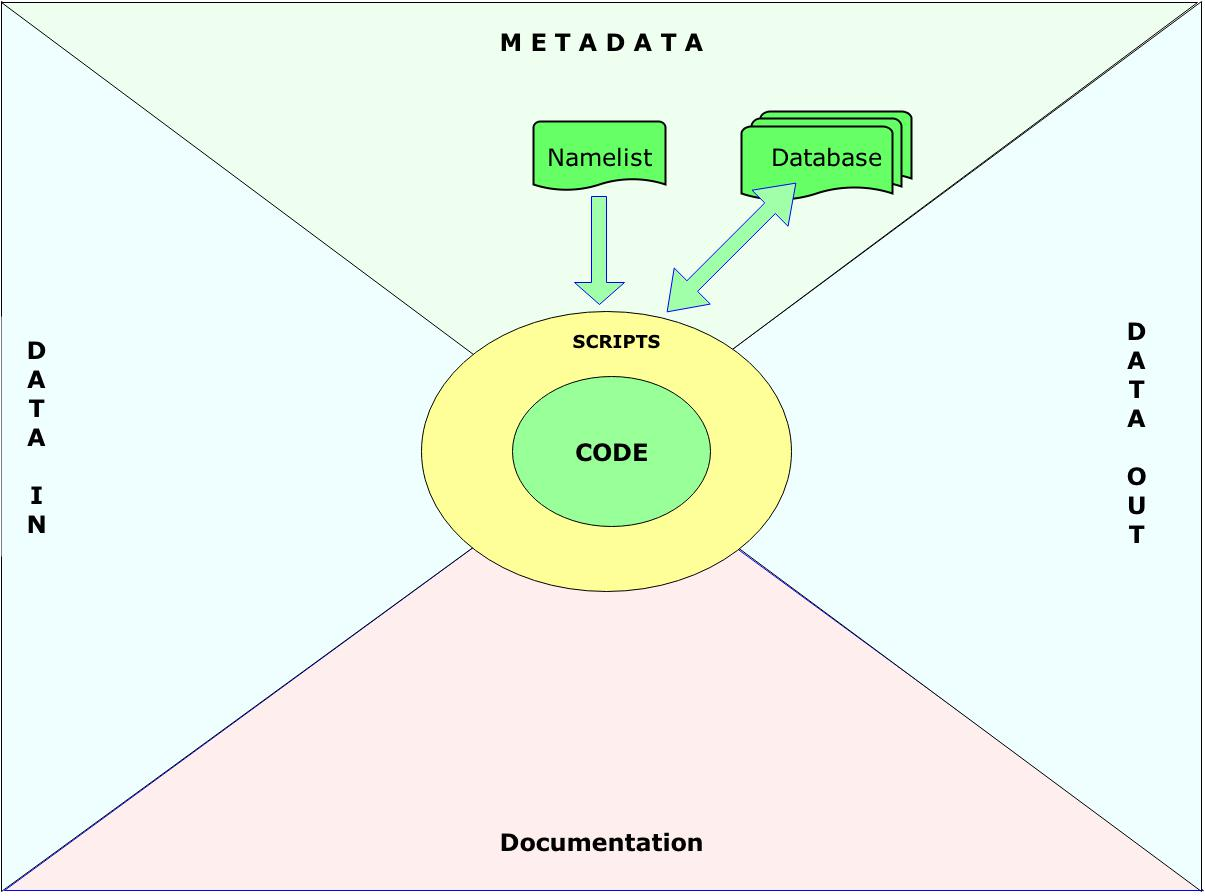 M E T A D A T A
Namelist
Database
SCRIPTS
CODE
D
A
T
A
I
N
D
A
T
A
O
U
T
Documentation